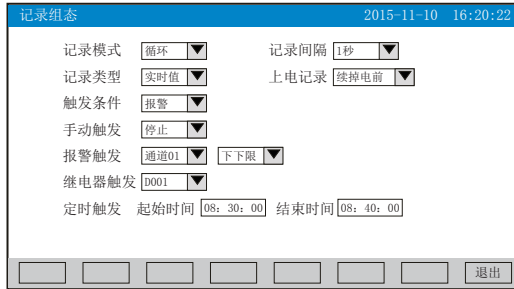 记录组态 2015-11-10 16:20:22
记录模式 循环 记录间隔 1秒
记录类型 实时值 上电记录 续掉电前
触发条件 报警
手动触发 停止
报警触发 通道01 下下限
继电器触发 D001
定时触发 起始时间 08: 30: 00 结束时间 08: 40: 00
退出